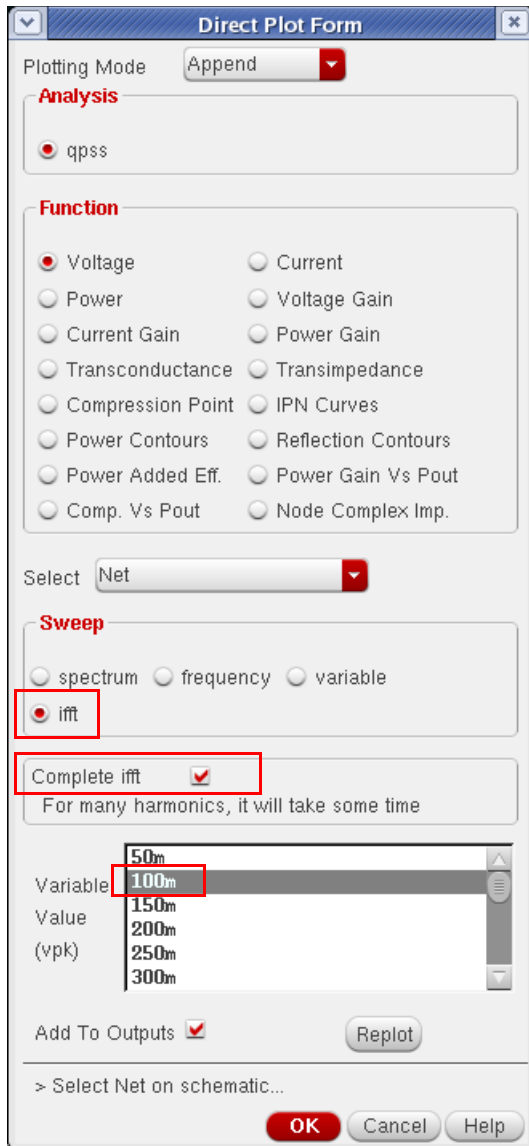 Direct Plot Form
Plotting Mode Append
Analysis
qpss
Function
Voltage Current
Power Voltage Gain
Current Gain Power Gain
Transconductance Transimpedance
Compression Point IPN Curves
Power Contours Reflection Contours
Power Added Eff. Power Gain Vs Pout
Comp. Vs Pout Node Complex Imp.
Select Net
Sweep
spectrum frequency variable
ifft
Complete ifft
For many harmonics, it will take some time
Variable
Value
(vpk)
50m
100m
150m
200m
250m
300m
Add To Outputs Replot
> Select Net on schematic...
OK Cancel Help